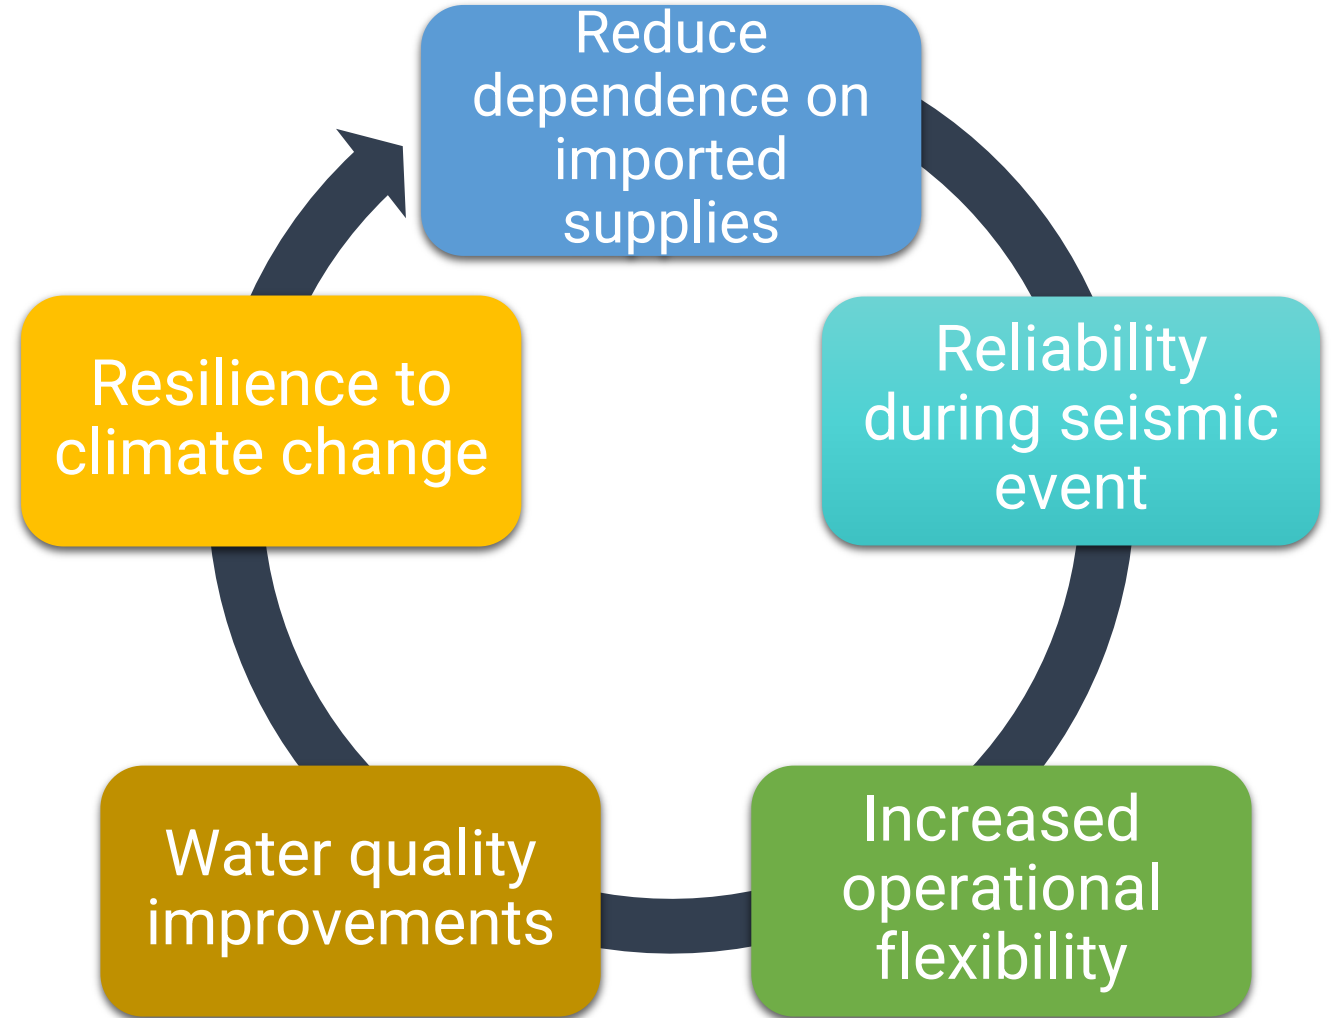 Reduce
dependence on
imported
supplies
Reliability
during seismic
event
Increased
operational
flexibility
Water quality
improvements
Resilience to
climate change